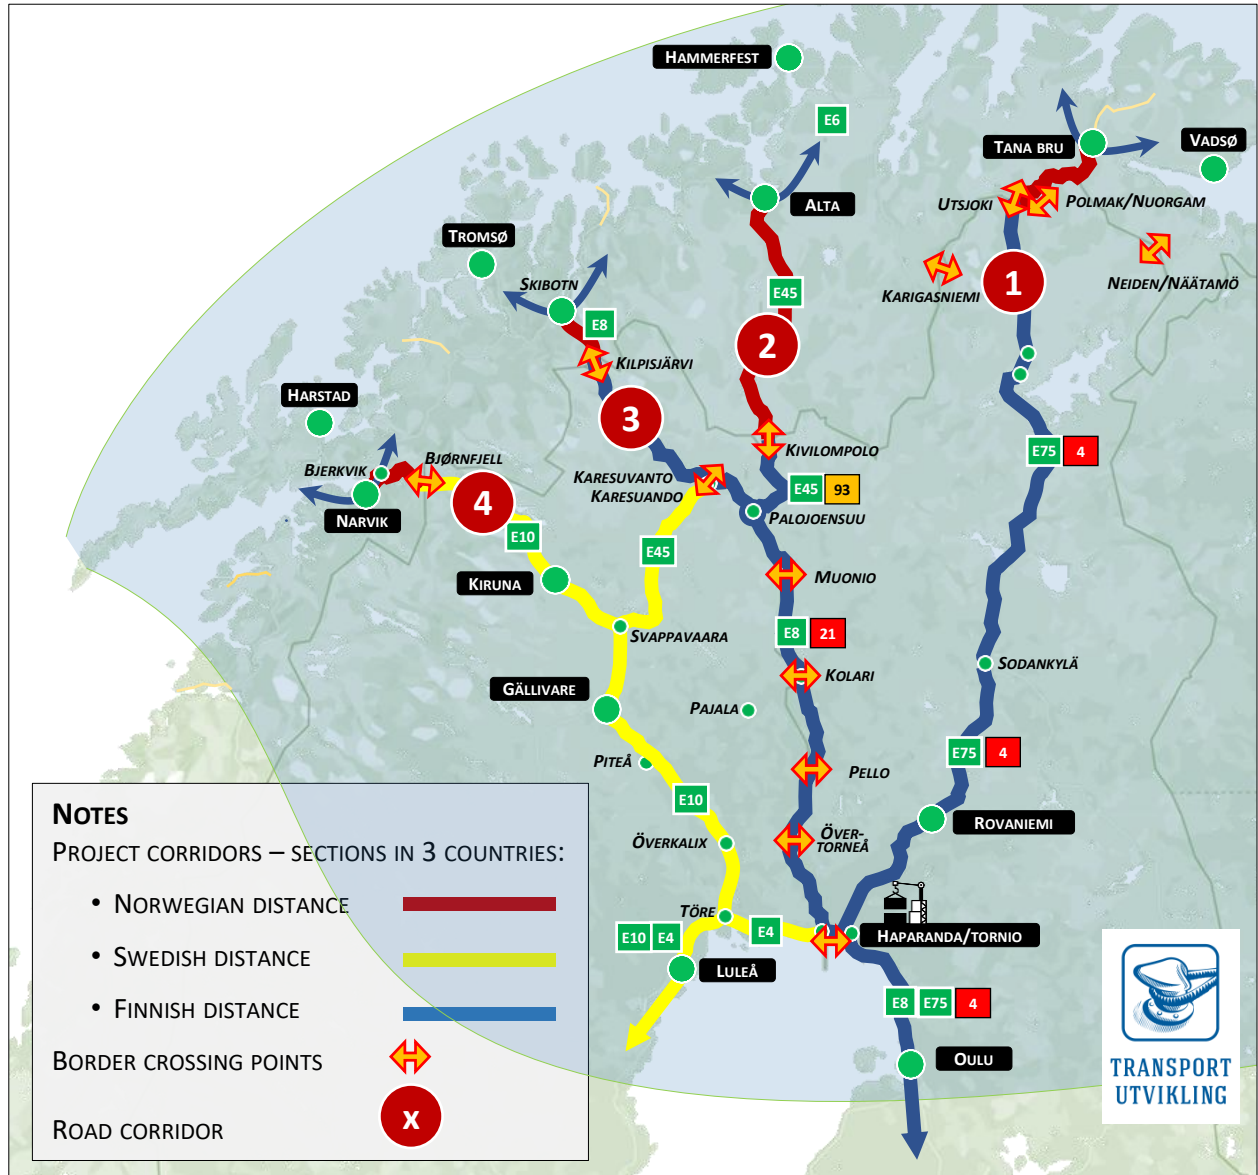 HAMMERFEST
E6
TANA BRU
VADSØ
ALTA
UTSJOKI
POLMAK/NUORGAM
TROMSØ
SKIBOTN
E45
KARIGASNIEMI
1
NEIDEN/NÄÄTAMÖ
E8
2
KILPISJÄRVI
HARSTAD
3
KIVILOMPOLO
E75 4
BJERKVIK
BJØRNFJELL
KARESUVANTO
KARESUANDO
E45 93
4
NARVIK
PALOJOENSUU
E10
E45
KIRUNA
MUONIO
SVAPPAVAARA
E8 21
SODANKYLÄ
KOLARI
GÄLLIVARE
PAJALA
PITEÅ
E75 4
PELLO
E10
ROVANIEMI
ÖVERKALIX
ÖVER-
TORNEÅ
TÖRE
E10 E4
E4
HAPARANDA/TORNIO
LULEÅ
E8 E75 4
OULU
NOTES
PROJECT CORRIDORS – SECTIONS IN 3 COUNTRIES:
• NORWEGIAN DISTANCE
• SWEDISH DISTANCE
• FINNISH DISTANCE
BORDER CROSSING POINTS
ROAD CORRIDOR
X
TRANSPORT
UTVIKLING